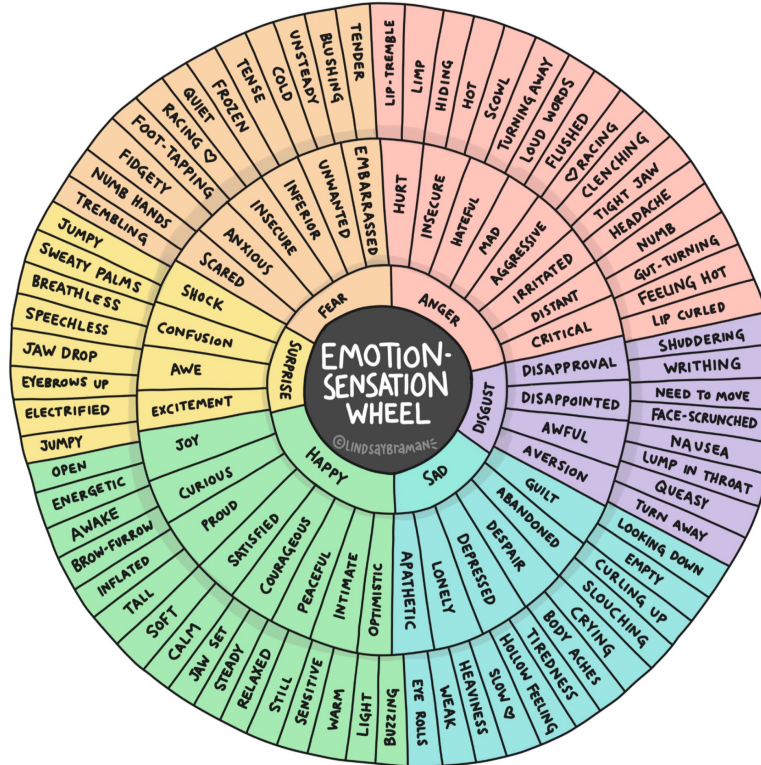 EMOTION-
SENSATION
WHEEL
©LINDSAYBRAMAN
FEAR
ANGER
DISGUST
SAD
HAPPY
SURPRISE
SCARED
ANXIOUS
INSECURE
INFERIOR
UNWANTED
EMBARRASSED
HURT
INSECURE
HATEFUL
MAD
AGGRESSIVE
IRRITATED
DISTANT
CRITICAL
DISAPPROVAL
DISAPPOINTED
AWFUL
AVERSION
GUILT
ABANDONED
DESPAIR
DEPRESSED
LONELY
APATHETIC
OPTIMISTIC
INTIMATE
PEACEFUL
COURAGEOUS
SATISFIED
PROUD
CURIOUS
JOY
EXCITEMENT
AWE
CONFUSION
SHOCK
TREMBLING
NUMB HANDS
FIDGETY
FOOT-TAPPING
RACING ♡
QUIET
FROZEN
TENSE
COLD
UNSTEADY
BLUSHING
TENDER
LIP-TREMBLE
LIMP
HIDING
HOT
SCOWL
TURNING AWAY
LOUD WORDS
FLUSHED
♡ RACING
CLENCHING
TIGHT JAW
HEADACHE
NUMB
GUT-TURNING
FEELING HOT
LIP CURLED
SHUDDERING
WRITHING
NEED TO MOVE
FACE-SCRUNCHED
NAUSEA
LUMP IN THROAT
QUEASY
TURN AWAY
LOOKING DOWN
EMPTY
CURLING UP
SLOUCHING
CRYING
BODY ACHES
TIREDNESS
HOLLOW FEELING
SLOW ♡
HEAVINESS
WEAK
EYE ROLLS
BUZZING
LIGHT
WARM
SENSITIVE
STILL
RELAXED
STEADY
JAW SET
CALM
SOFT
TALL
INFLATED
BROW-FURROW
AWAKE
ENERGETIC
OPEN
JUMPY
ELECTRIFIED
EYEBROWS UP
JAW DROP
SPEECHLESS
BREATHLESS
SWEATY PALMS
JUMPY